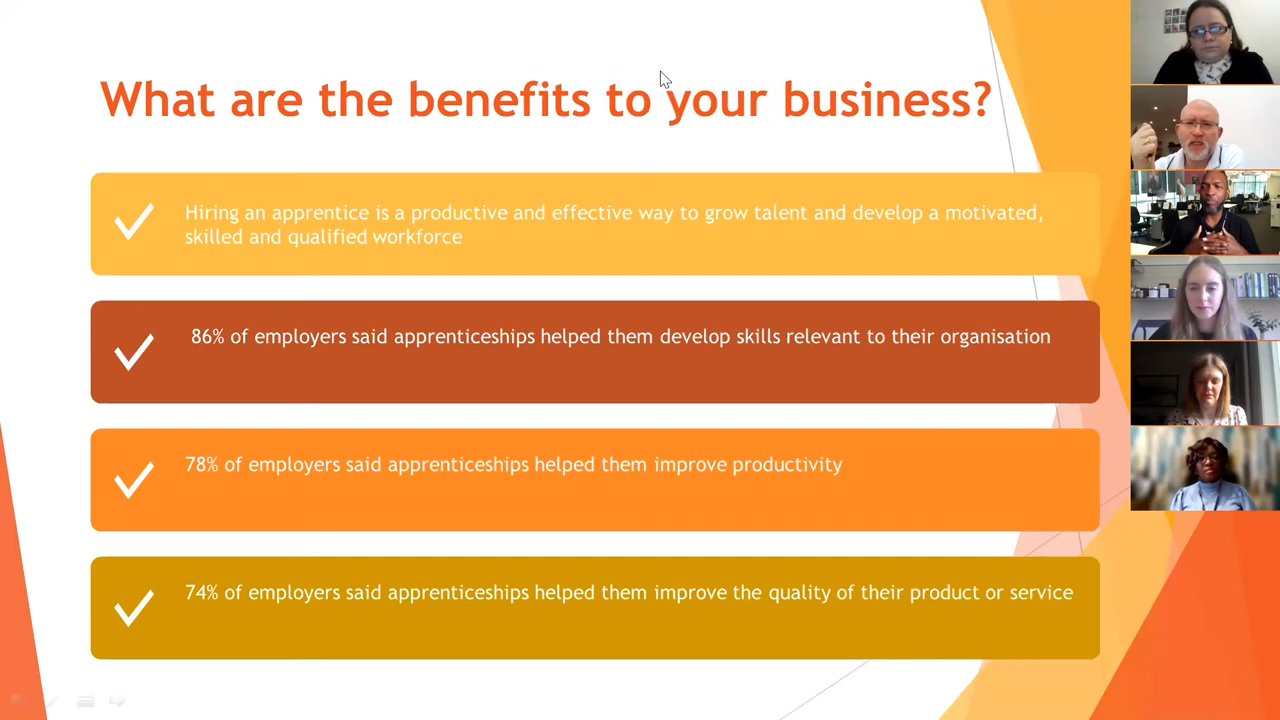 What are the benefits to your business?
Hiring an apprentice is a productive and effective way to grow talent and develop a motivated,
skilled and qualified workforce
86% of employers said apprenticeships helped them develop skills relevant to their organisation
78% of employers said apprenticeships helped them improve productivity
74% of employers said apprenticeships helped them improve the quality of their product or service